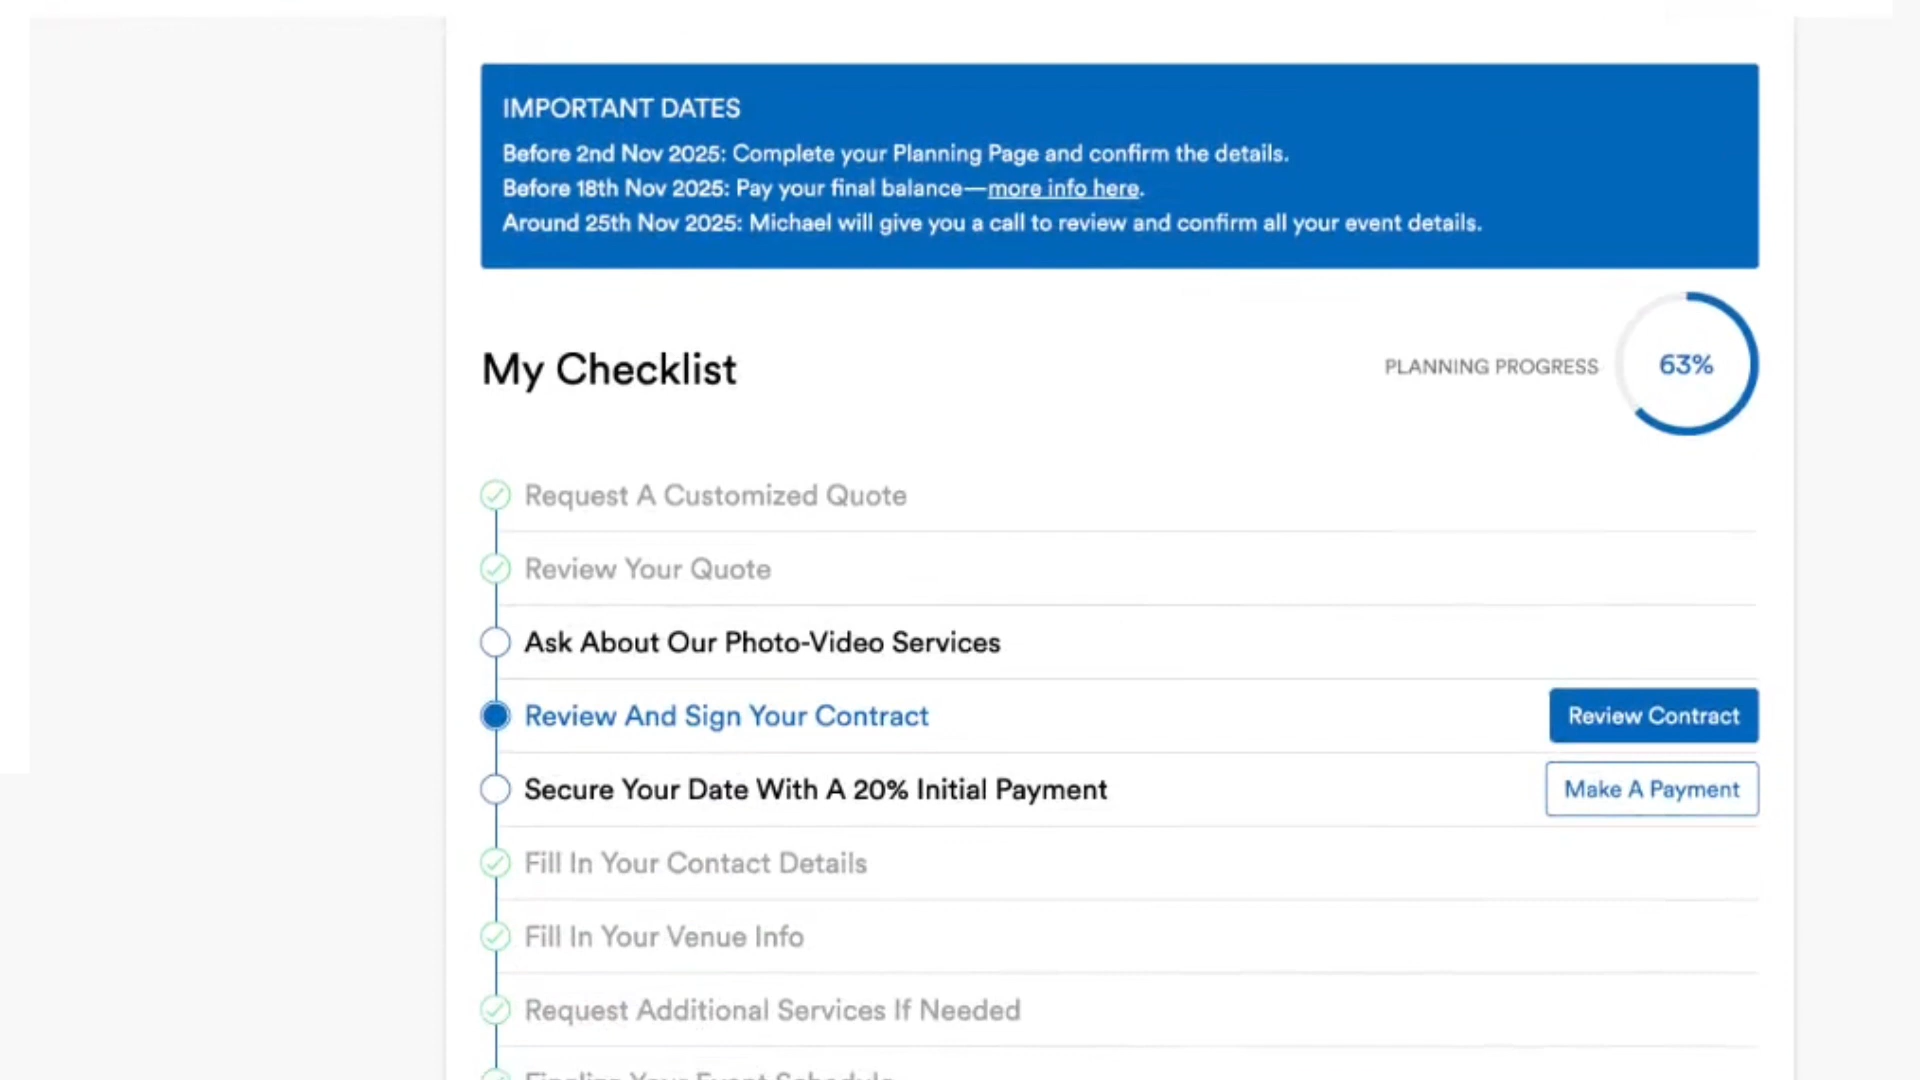 IMPORTANT DATES
Before 2nd Nov 2025: Complete your Planning Page and confirm the details.
Before 18th Nov 2025: Pay your final balance—more info here.
Around 25th Nov 2025: Michael will give you a call to review and confirm all your event details.
My Checklist
PLANNING PROGRESS
63%
Request A Customized Quote
Review Your Quote
Ask About Our Photo-Video Services
Review And Sign Your Contract
Review Contract
Secure Your Date With A 20% Initial Payment
Make A Payment
Fill In Your Contact Details
Fill In Your Venue Info
Request Additional Services If Needed
Finalize Your Event Schedule